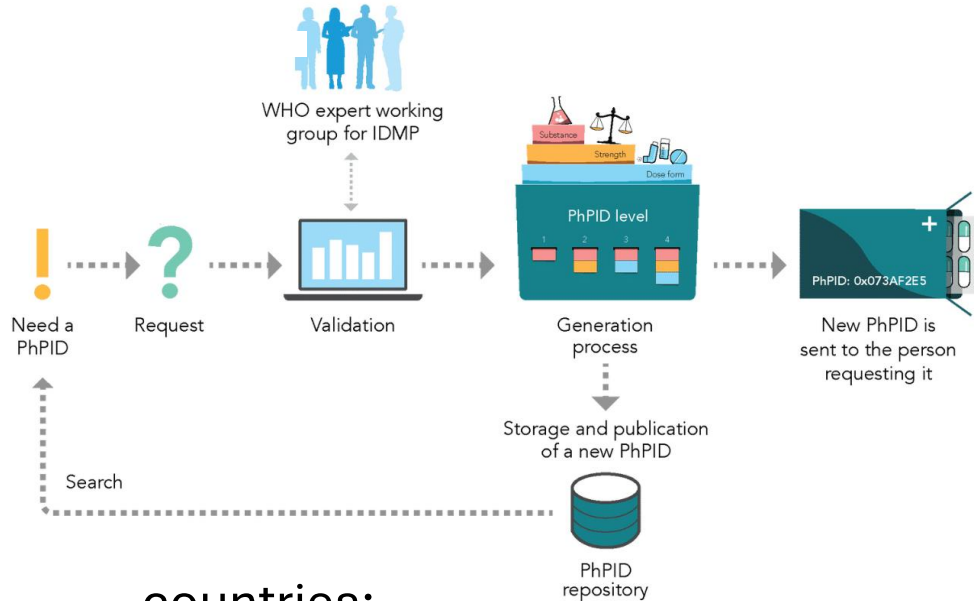 WHO expert working
group for IDMP
Substance
Strength
Dose form
PhPID level
1 2 3 4
PhPID: 0x073AF2E5
Need a
PhPID
Request
Validation
Generation
process
New PhPID is
sent to the person
requesting it
Storage and publication
of a new PhPID
Search
PhPID
repository
countries: